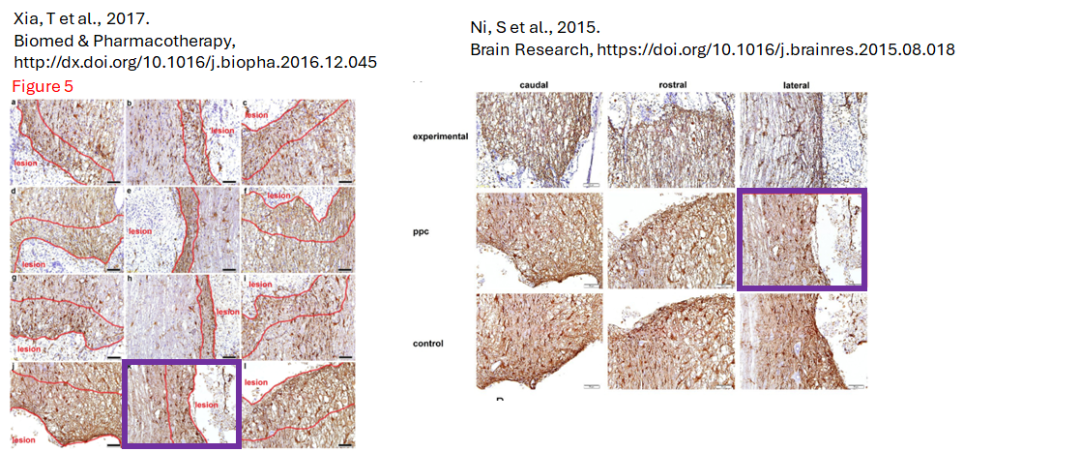 Xia, T et al., 2017.
Biomed & Pharmacotherapy,
http://dx.doi.org/10.1016/j.biopha.2016.12.045
Figure 5
a b c
lesion lesion lesion
d e f
lesion lesion lesion
g h i
lesion lesion lesion
l
lesion lesion lesion
Ni, S et al., 2015.
Brain Research, https://doi.org/10.1016/j.brainres.2015.08.018
caudal rostral lateral
experimental
ppc
control